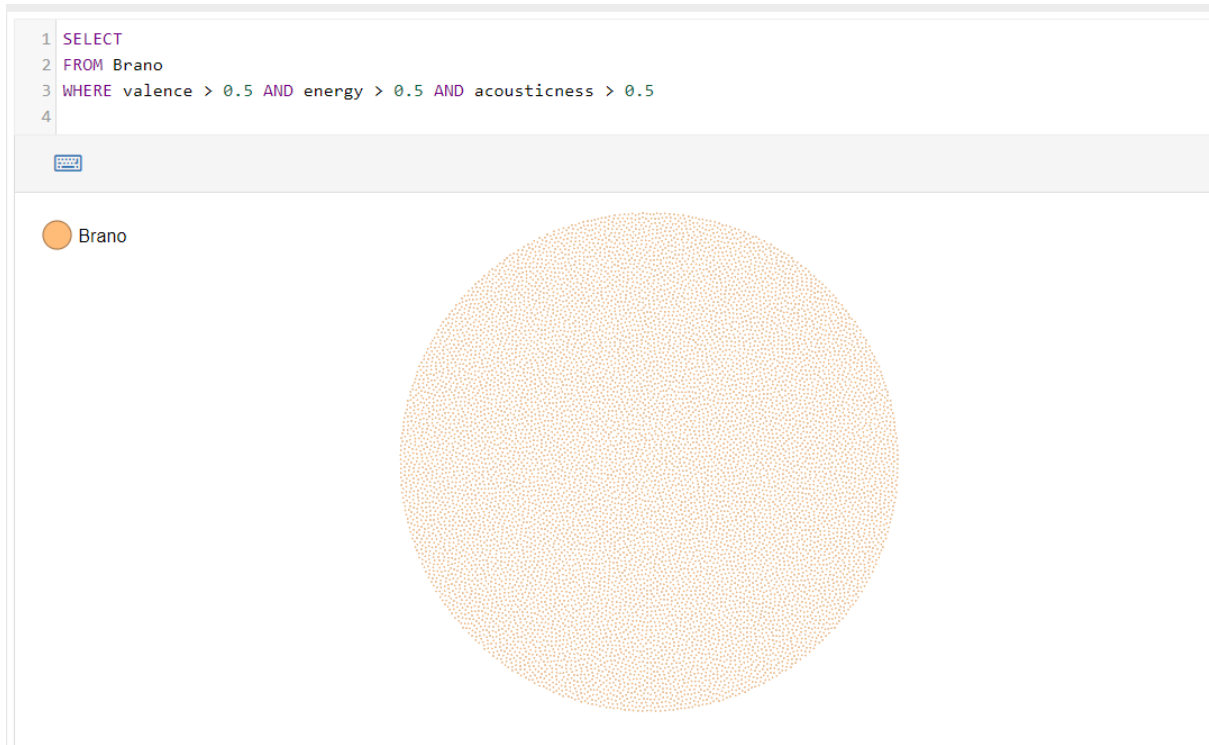 1 SELECT
2 FROM Brano
3 WHERE valence > 0.5 AND energy > 0.5 AND acousticness > 0.5
4
Brano